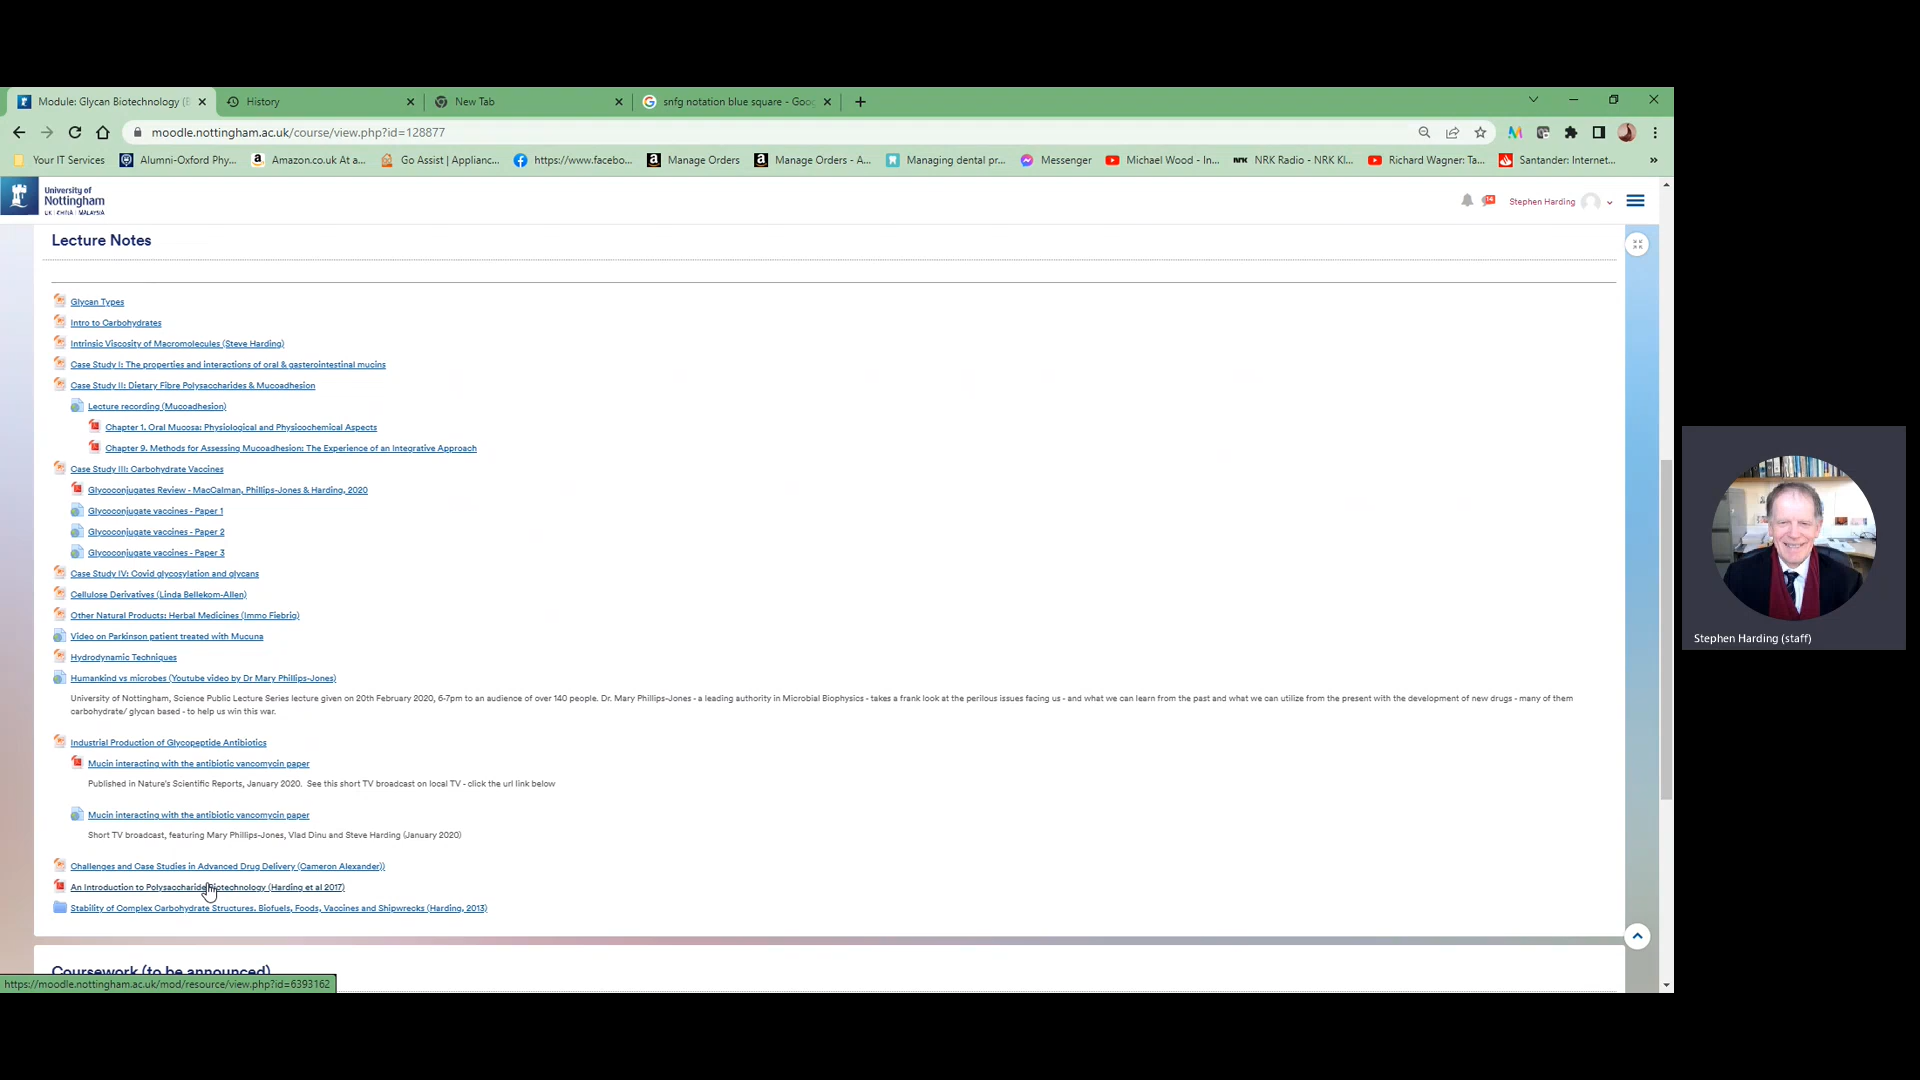 Module: Glycan Biotechnology (B
History
New Tab
snfg notation blue square - Goo
moodle.nottingham.ac.uk/course/view.php?id=128877
Your IT Services
Alumni-Oxford Phy...
Amazon.co.uk At a...
Go Assist | Applianc...
https://www.facebo...
Manage Orders
Manage Orders - A...
Managing dental pr...
Messenger
Michael Wood - In...
NRK Radio - NRK Kl...
Richard Wagner: Ta...
Santander: Internet...
University of
Nottingham
UK | CHINA | MALAYSIA
14
Stephen Harding
Lecture Notes
Glycan Types
Intro to Carbohydrates
Intrinsic Viscosity of Macromolecules (Steve Harding)
Case Study I: The properties and interactions of oral & gasterointestinal mucins
Case Study II: Dietary Fibre Polysaccharides & Mucoadhesion
Lecture recording (Mucoadhesion)
Chapter 1. Oral Mucosa: Physiological and Physicochemical Aspects
Chapter 9. Methods for Assessing Mucoadhesion: The Experience of an Integrative Approach
Case Study III: Carbohydrate Vaccines
Glycoconjugates Review - MacCalman, Phillips-Jones & Harding, 2020
Glycoconjugate vaccines - Paper 1
Glycoconjugate vaccines - Paper 2
Glycoconjugate vaccines - Paper 3
Case Study IV: Covid glycosylation and glycans
Cellulose Derivatives (Linda Bellekom-Allen)
Other Natural Products: Herbal Medicines (Immo Fiebrig)
Video on Parkinson patient treated with Mucuna
Hydrodynamic Techniques
Humankind vs microbes (Youtube video by Dr Mary Phillips-Jones)
University of Nottingham, Science Public Lecture Series lecture given on 20th February 2020, 6-7pm to an audience of over 140 people. Dr. Mary Phillips-Jones - a leading authority in Microbial Biophysics - takes a frank look at the perilous issues facing us - and what we can learn from the past and what we can utilize from the present with the development of new drugs - many of them
carbohydrate/ glycan based - to help us win this war.
Industrial Production of Glycopeptide Antibiotics
Mucin interacting with the antibiotic vancomycin paper
Published in Nature's Scientific Reports, January 2020. See this short TV broadcast on local TV - click the url link below
Mucin interacting with the antibiotic vancomycin paper
Short TV broadcast, featuring Mary Phillips-Jones, Vlad Dinu and Steve Harding (January 2020)
Challenges and Case Studies in Advanced Drug Delivery (Cameron Alexander))
An Introduction to Polysaccharide Biotechnology (Harding et al 2017)
Stability of Complex Carbohydrate Structures. Biofuels, Foods, Vaccines and Shipwrecks (Harding, 2013)
Coursework (to be announced)
https://moodle.nottingham.ac.uk/mod/resource/view.php?id=6393162
Stephen Harding (staff)